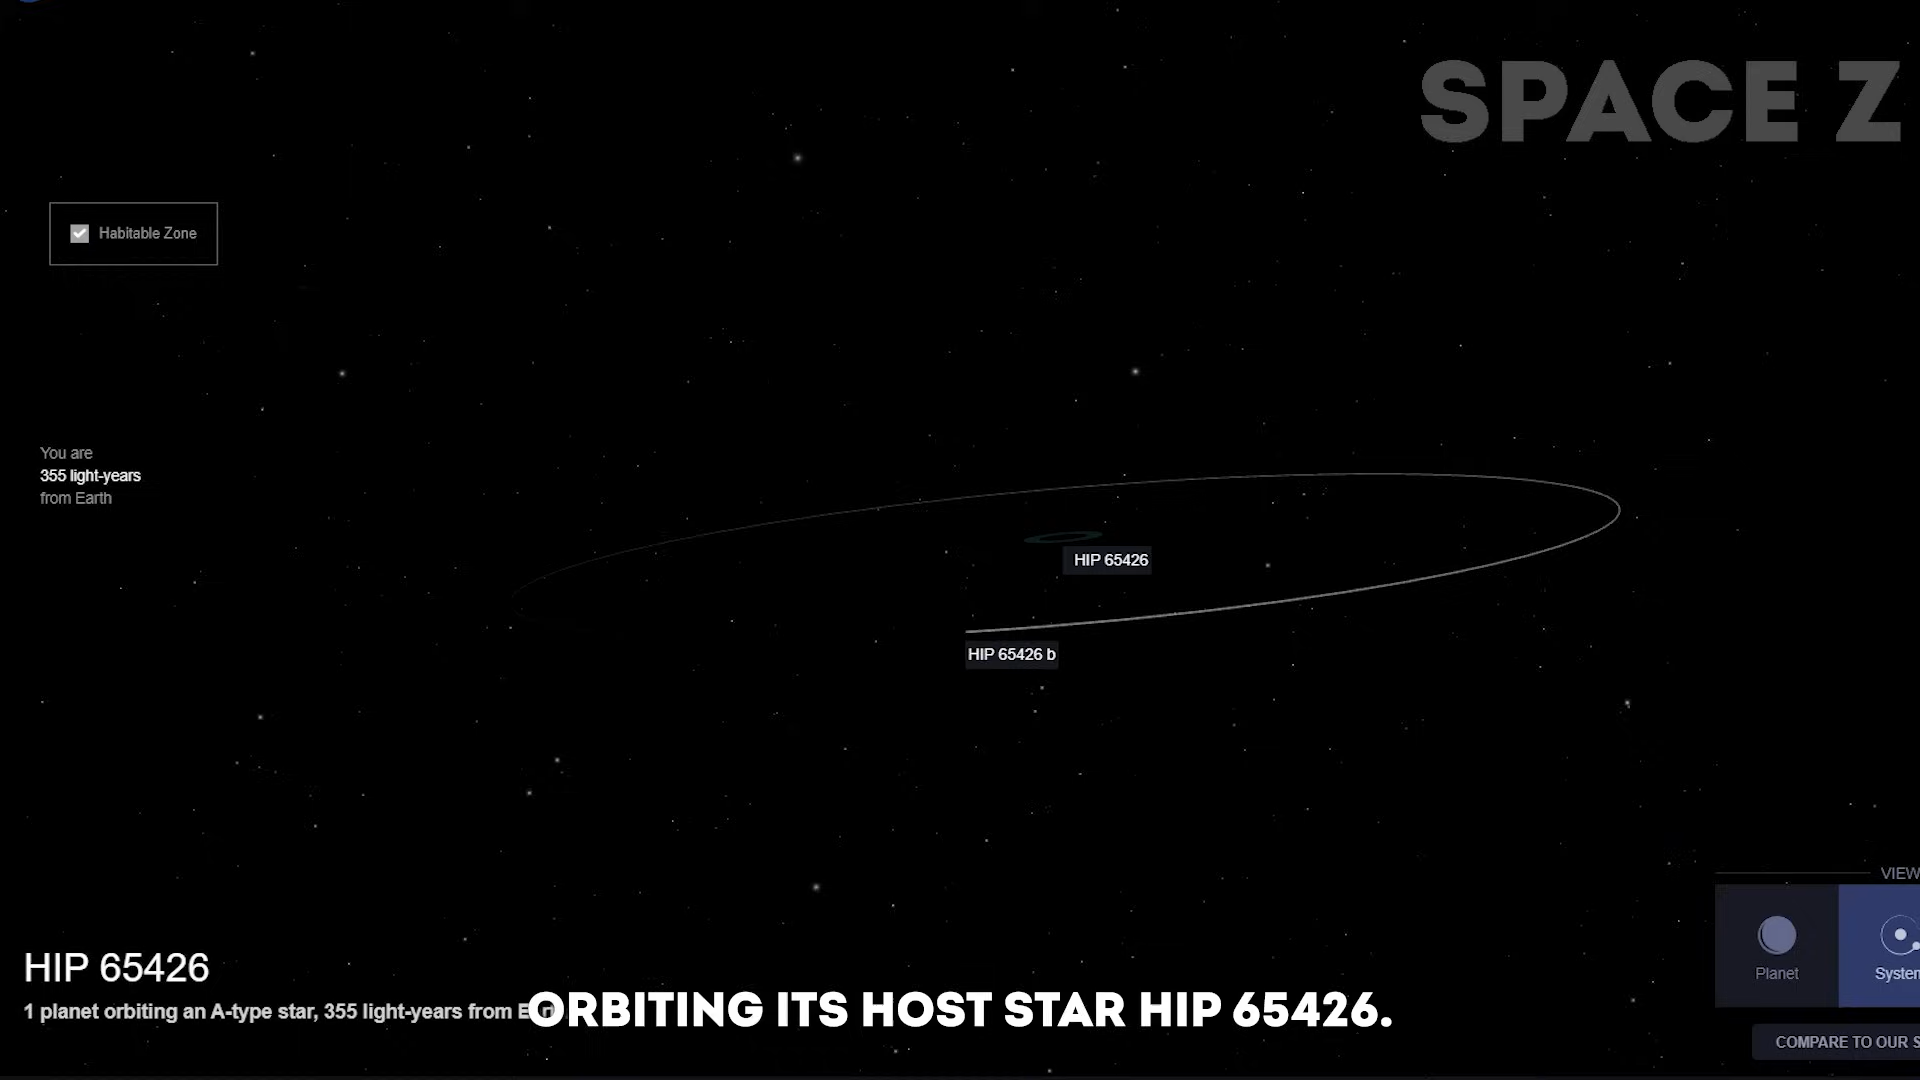 SPACE Z
Habitable Zone
You are
355 light-years
from Earth
HIP 65426
HIP 65426 b
VIEW
Planet
System
HIP 65426
1 planet orbiting an A-type star, 355 light-years from
ORBITING ITS HOST STAR HIP 65426.
COMPARE TO OUR S